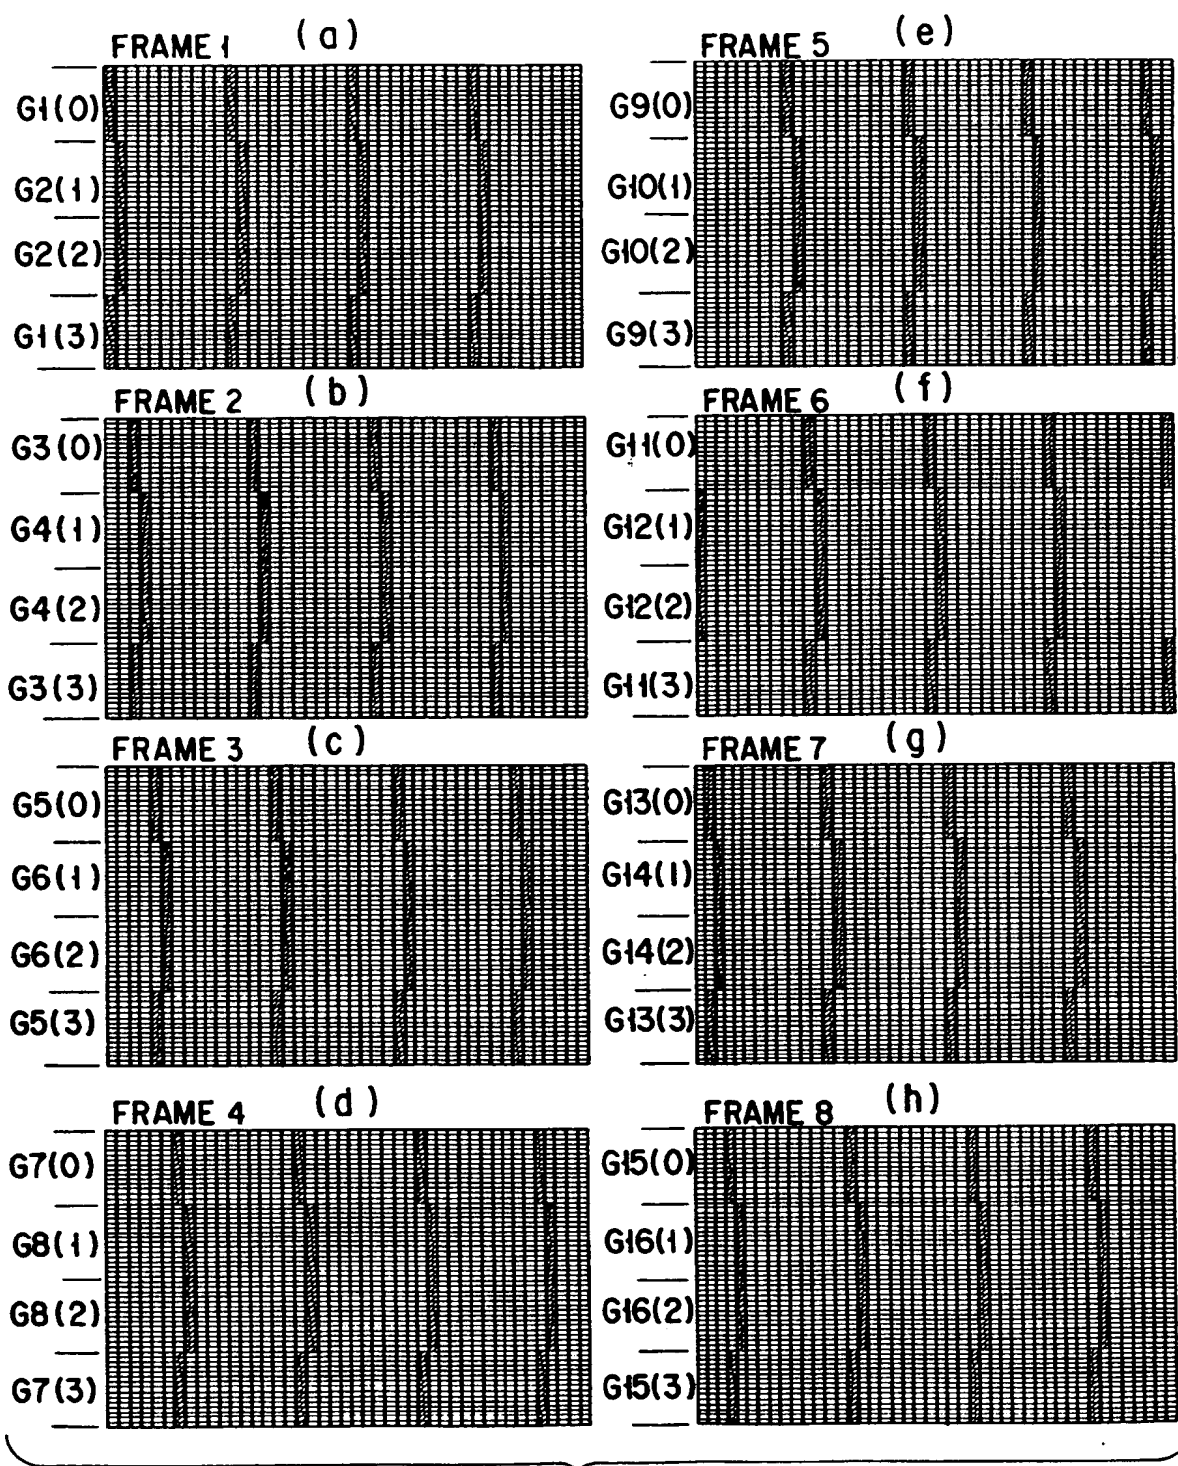 FRAME 1 (a)
G1(0)
G2(1)
G2(2)
G1(3)
FRAME 2 (b)
G3(0)
G4(1)
G4(2)
G3(3)
FRAME 3 (c)
G5(0)
G6(1)
G6(2)
G5(3)
FRAME 4 (d)
G7(0)
G8(1)
G8(2)
G7(3)
FRAME 5 (e)
G9(0)
G10(1)
G10(2)
G9(3)
FRAME 6 (f)
G11(0)
G12(1)
G12(2)
G11(3)
FRAME 7 (g)
G13(0)
G14(1)
G14(2)
G13(3)
FRAME 8 (h)
G15(0)
G16(1)
G16(2)
G15(3)